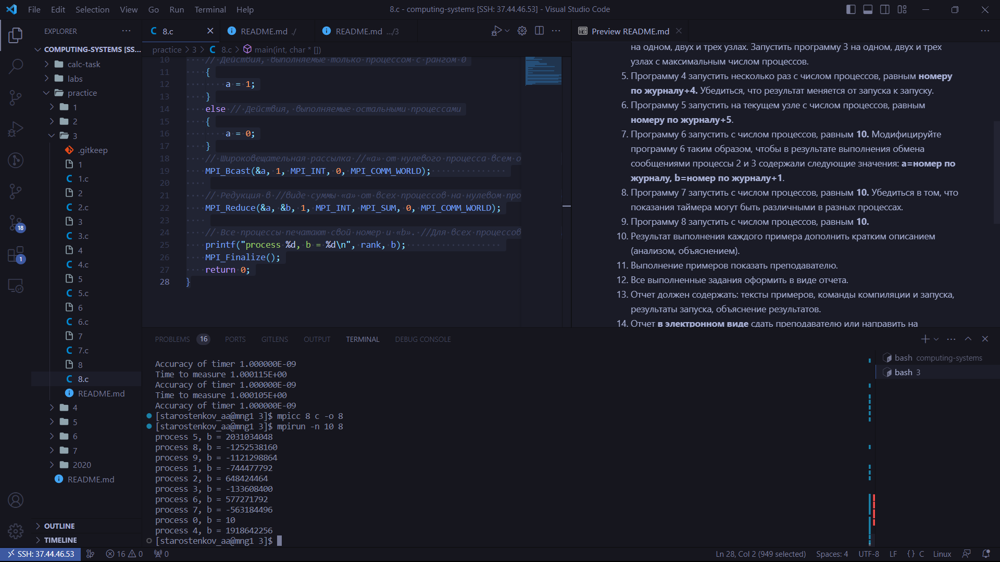 File Edit Selection View Go Run Terminal Help
8.c - computing-systems [SSH: 37.44.46.53] - Visual Studio Code
EXPLORER
COMPUTING-SYSTEMS [SS...
calc-task
labs
practice
1
2
3
.gitkeep
1
1.c
2
2.c
3
3.c
4
4.c
5
5.c
6
6.c
7
7.c
8
8.c
README.md
4
5
6
7
2020
README.md
OUTLINE
TIMELINE
18
1
8.c
README.md ./
README.md .../3
practice > 3 > C 8.c > main(int, char * [])
10 // Действия, выполняемые только процессом с рангом 0
11 {
12 a = 1;
13 }
14 else // Действия, выполняемые остальными процессами
15 {
16 a = 0;
17 }
18 // Широковещательная рассылка //«a» от нулевого процесса всем о
19 MPI_Bcast(&a, 1, MPI_INT, 0, MPI_COMM_WORLD);
20
21 // Редукция в //виде суммы «a» от всех процессов на нулевом про
22 MPI_Reduce(&a, &b, 1, MPI_INT, MPI_SUM, 0, MPI_COMM_WORLD);
23
24 // Все процессы печатают свой номер и «b». //Для всех процессов
25 printf("process %d, b = %d\n", rank, b);
26 MPI_Finalize();
27 return 0;
28 }
Preview README.md
на одном, двух и трех узлах. Запустить программу 3 на одном, двух и трех
узлах с максимальным числом процессов.
5. Программу 4 запустить несколько раз с числом процессов, равным номеру
по журналу+4. Убедиться, что результат меняется от запуска к запуску.
6. Программу 5 запустить на текущем узле с числом процессов, равным
номеру по журналу+5.
7. Программу 6 запустить с числом процессов, равным 10. Модифицируйте
программу 6 таким образом, чтобы в результате выполнения обмена
сообщениями процессы 2 и 3 содержали следующие значения: a=номер по
журналу, b=номер по журналу+1.
8. Программу 7 запустить с числом процессов, равным 10. Убедиться в том, что
показания таймера могут быть различными в разных процессах.
9. Программу 8 запустить с числом процессов, равным 10.
10. Результат выполнения каждого примера дополнить кратким описанием
(анализом, объяснением).
11. Выполнение примеров показать преподавателю.
12. Все выполненные задания оформить в виде отчета.
13. Отчет должен содержать: тексты примеров, команды компиляции и запуска,
результаты запуска, объяснение результатов.
14. Отчет в электронном виде сдать преподавателю или направить на
PROBLEMS 16 PORTS GITLENS OUTPUT TERMINAL DEBUG CONSOLE
Accuracy of timer 1.000000E-09
Time to measure 1.000115E+00
Accuracy of timer 1.000000E-09
Time to measure 1.000105E+00
Accuracy of timer 1.000000E-09
[starostenkov_aa@mng1 3]$ mpicc 8 c -o 8
[starostenkov_aa@mng1 3]$ mpirun -n 10 8
process 5, b = 2031034048
process 8, b = -1252538160
process 9, b = -1121298864
process 1, b = -744477792
process 2, b = 648424464
process 3, b = -133608400
process 6, b = 577271792
process 7, b = -563184496
process 0, b = 10
process 4, b = 1918642256
[starostenkov_aa@mng1 3]$
bash computing-systems
bash 3
SSH: 37.44.46.53 16 0 0
Ln 28, Col 2 (949 selected) Spaces: 4 UTF-8 LF {} C Linux